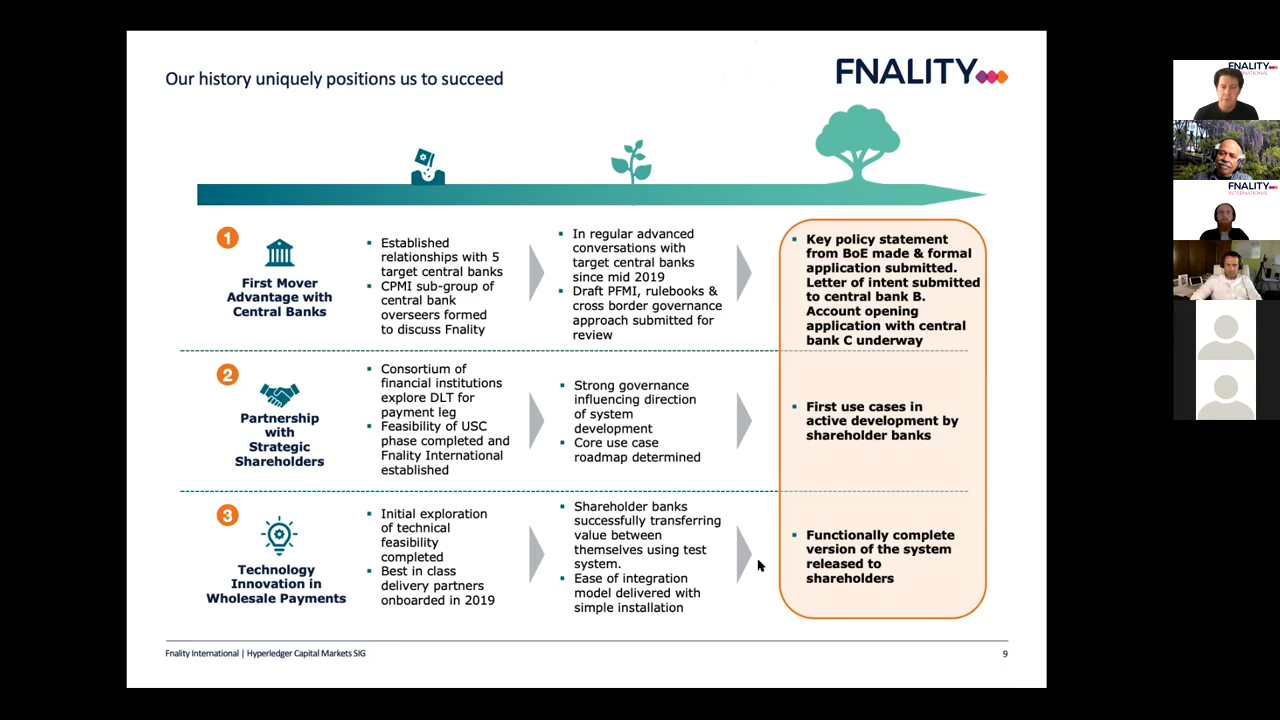 Our history uniquely positions us to succeed
FNALITY
1
First Mover
Advantage with
Central Banks
Established
relationships with 5
target central banks
CPMI sub-group of
central bank
overseers formed
to discuss Fnality
In regular advanced
conversations with
target central banks
since mid 2019
Draft PFMI, rulebooks &
cross border governance
approach submitted for
review
Key policy statement
from BoE made & formal
application submitted.
Letter of intent submitted
to central bank B.
Account opening
application with central
bank C underway
2
Partnership
with
Strategic
Shareholders
Consortium of
financial institutions
explore DLT for
payment leg
Feasibility of USC
phase completed and
Fnality International
established
Strong governance
influencing direction
of system
development
Core use case
roadmap determined
First use cases in
active development by
shareholder banks
3
Technology
Innovation in
Wholesale Payments
Initial exploration
of technical
feasibility
completed
Best in class
delivery partners
onboarded in 2019
Shareholder banks
successfully transferring
value between
themselves using test
system.
Ease of integration
model delivered with
simple installation
Functionally complete
version of the system
released to
shareholders
Fnality International | Hyperledger Capital Markets SIG
9
FNALITY
FNALITY
INTERNATIONAL